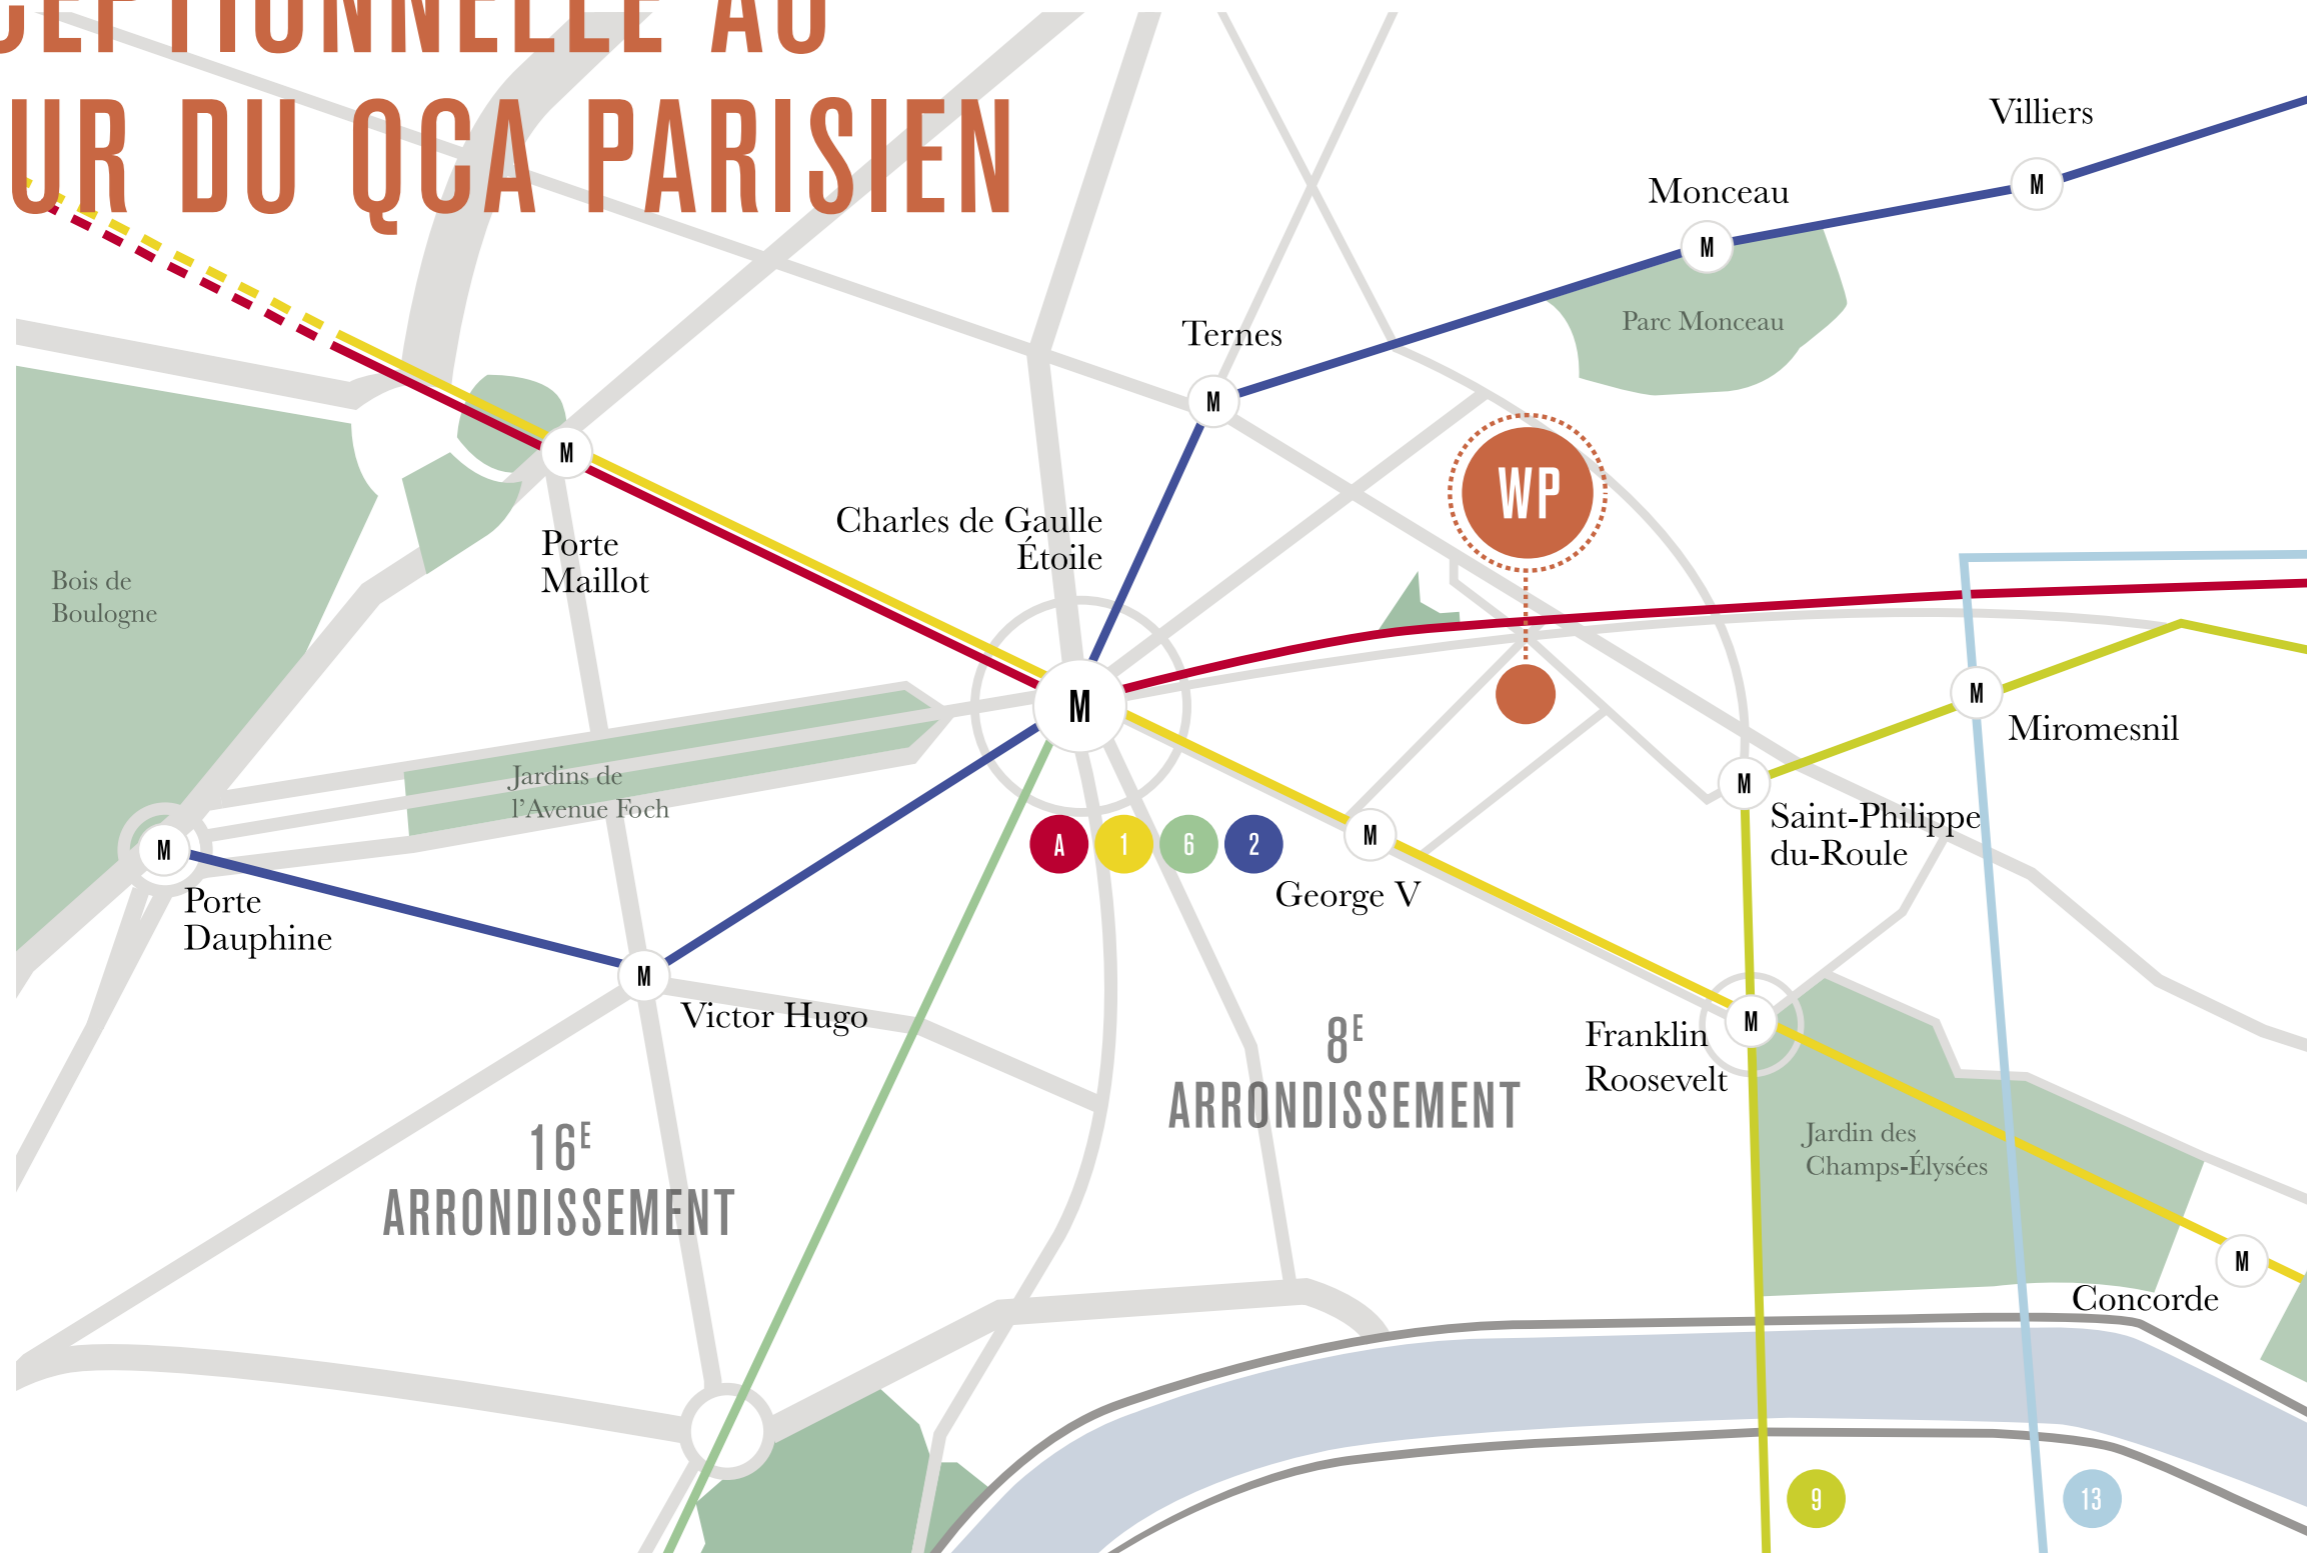 CEPTIONNELLE AU
UR DU QCA PARISIEN
Villiers
M
Monceau
M
Parc Monceau
Ternes
M
WP
M
Porte
Maillot
Charles de Gaulle
Étoile
Bois de
Boulogne
M
M
Miromesnil
Jardins de
l'Avenue Foch
M
Saint-Philippe
du-Roule
A 1 6 2
M
George V
M
Porte
Dauphine
M
Victor Hugo
8E
ARRONDISSEMENT
M
Franklin
Roosevelt
16E
ARRONDISSEMENT
Jardin des
Champs-Élysées
M
Concorde
9
13